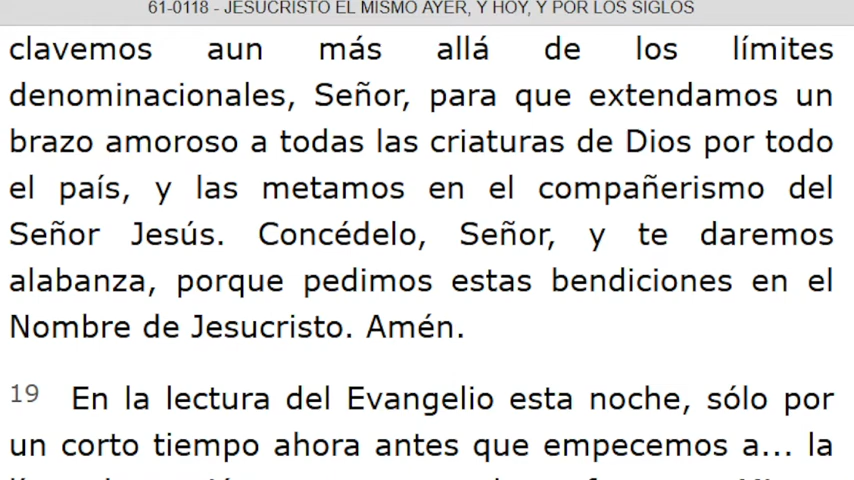 61-0118 - JESUCRISTO EL MISMO AYER, Y HOY, Y POR LOS SIGLOS
clavemos aun más allá de los límites
denominacionales, Señor, para que extendamos un
brazo amoroso a todas las criaturas de Dios por todo
el país, y las metamos en el compañerismo del
Señor Jesús. Concédelo, Señor, y te daremos
alabanza, porque pedimos estas bendiciones en el
Nombre de Jesucristo. Amén.
19 En la lectura del Evangelio esta noche, sólo por
un corto tiempo ahora antes que empecemos a... la